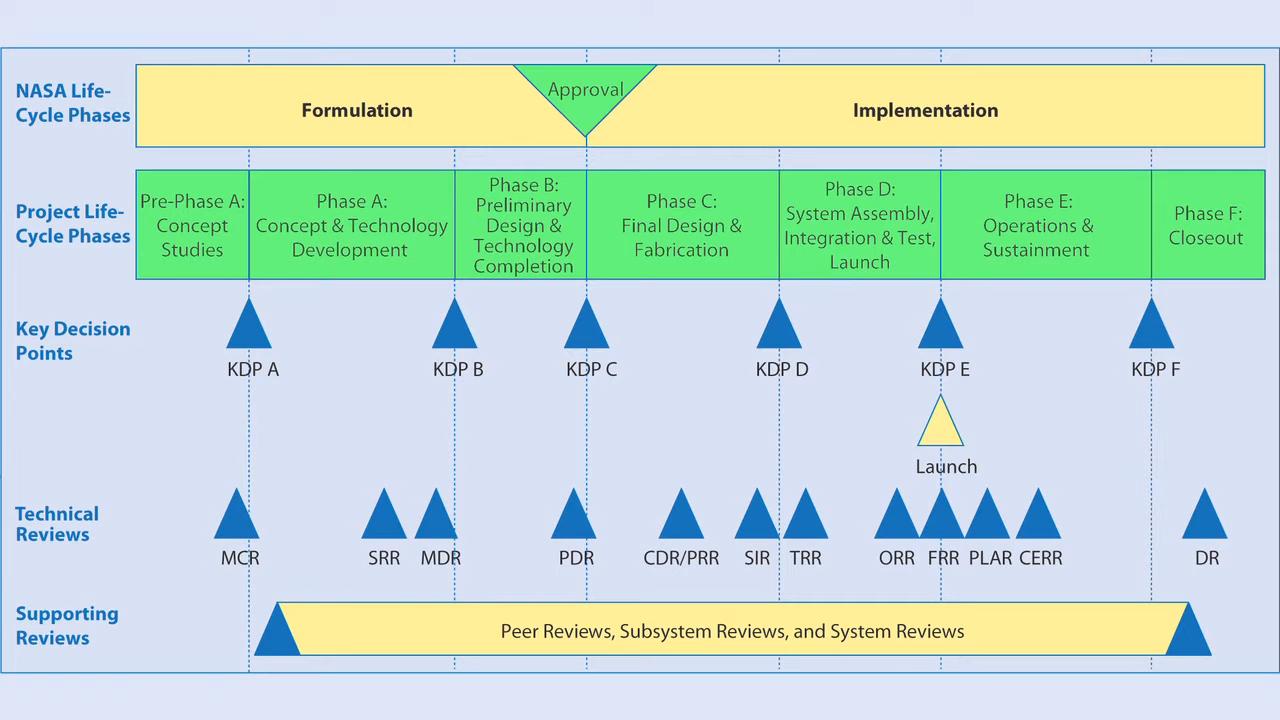 NASA Life-
Cycle Phases
Formulation
Approval
Implementation
Project Life-
Cycle Phases
Pre-Phase A:
Concept
Studies
Phase A:
Concept & Technology
Development
Phase B:
Preliminary
Design &
Technology
Completion
Phase C:
Final Design &
Fabrication
Phase D:
System Assembly,
Integration & Test,
Launch
Phase E:
Operations &
Sustainment
Phase F:
Closeout
Key Decision
Points
KDP A
KDP B
KDP C
KDP D
KDP E
KDP F
Launch
Technical
Reviews
MCR
SRR
MDR
PDR
CDR/PRR
SIR
TRR
ORR
FRR
PLAR
CERR
DR
Supporting
Reviews
Peer Reviews, Subsystem Reviews, and System Reviews